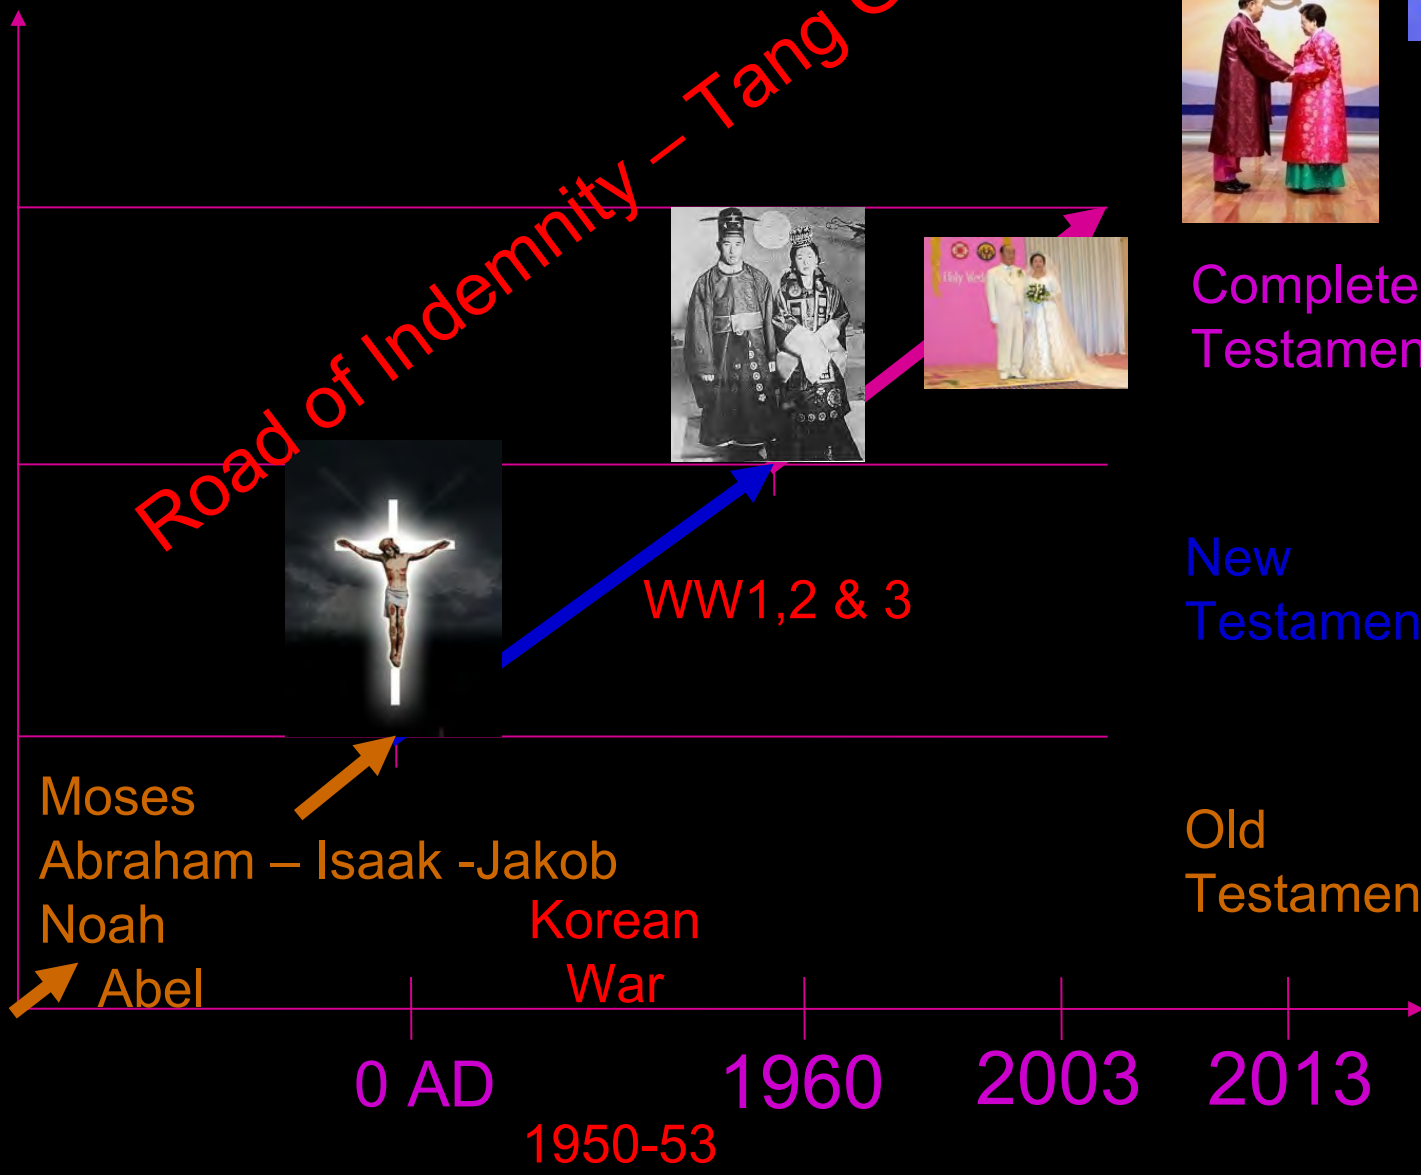 Road of Indemnity – Tang
Holy
Complete
Testamen
New
Testamen
WW1,2 & 3
Moses
Abraham – Isaak -Jakob
Noah
Abel
Korean
War
Old
Testamen
0 AD
1960
2003
2013
1950-53